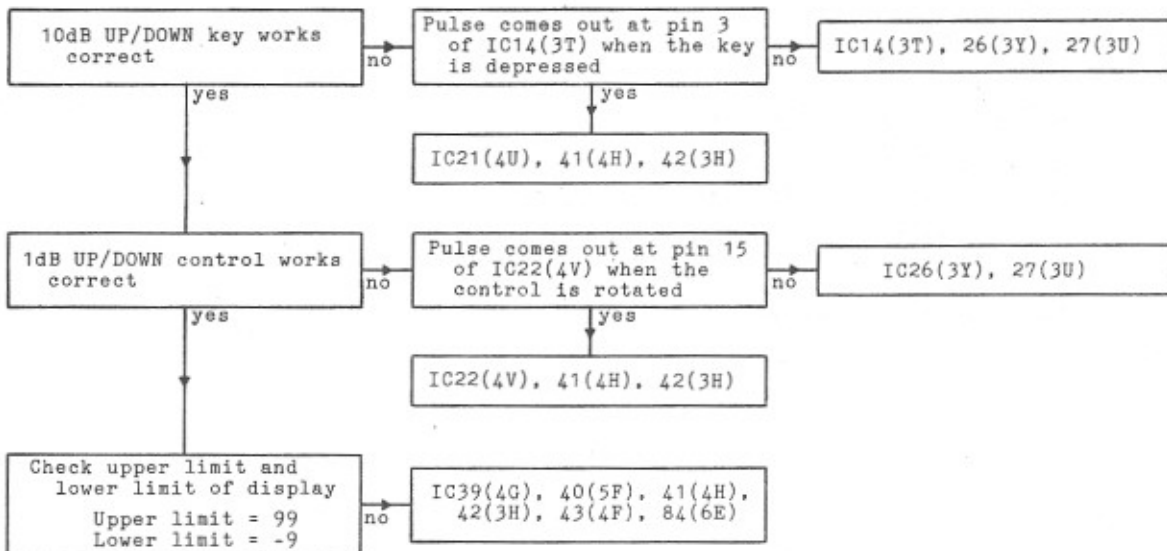 10dB UP/DOWN key works
correct
no
Pulse comes out at pin 3
of IC14(3T) when the key
is depressed
no
IC14(3T), 26(3Y), 27(3U)
yes
yes
IC21(4U), 41(4H), 42(3H)
1dB UP/DOWN control works
correct
no
Pulse comes out at pin 15
of IC22(4V) when the
control is rotated
no
IC26(3Y), 27(3U)
yes
yes
IC22(4V), 41(4H), 42(3H)
Check upper limit and
lower limit of display
Upper limit = 99
Lower limit = -9
no
IC39(4G), 40(5F), 41(4H),
42(3H), 43(4F), 84(6E)